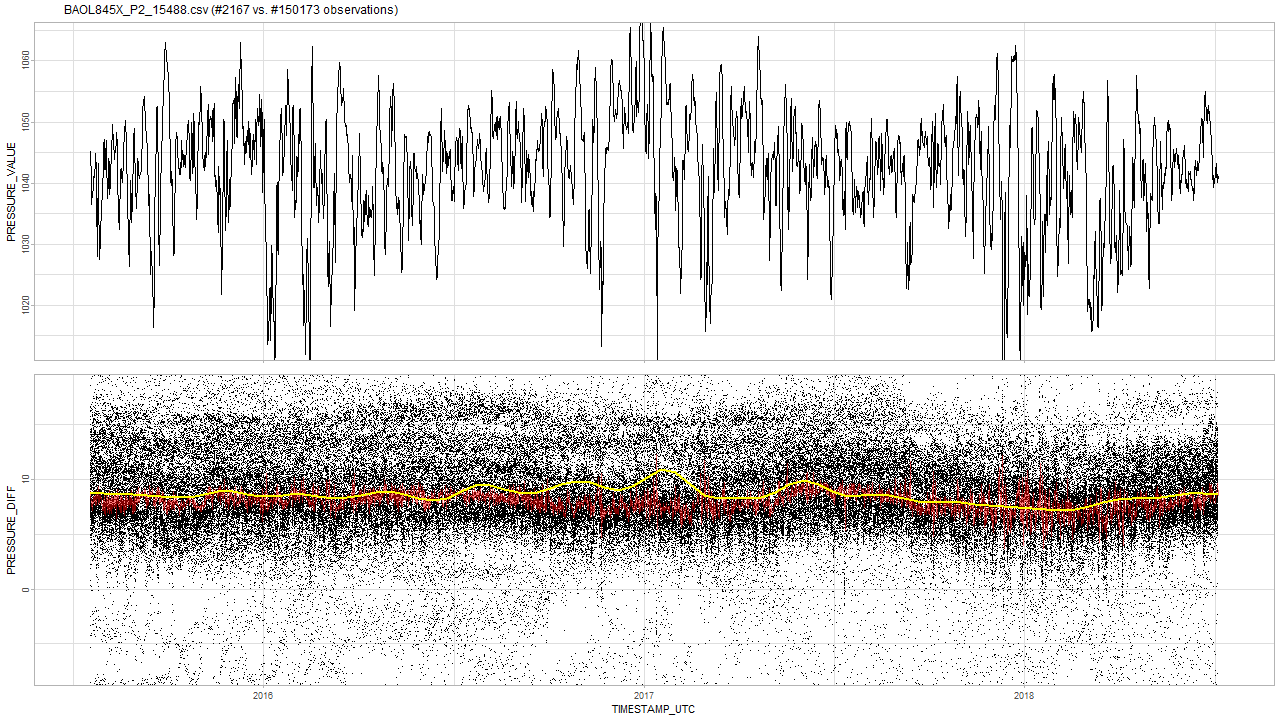 BAOL845X_P2_15488.csv (#2167 vs. #150173 observations)
PRESSURE_VALUE
1060
1050
1040
1030
1020
PRESSURE_DIFF
10
0
2016 2017 2018
TIMESTAMP_UTC